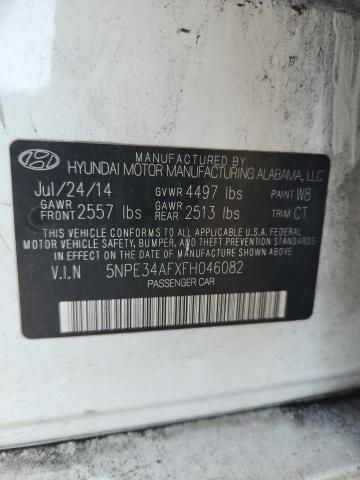 MANUFACTURED BY
HYUNDAI MOTOR MANUFACTURING ALABAMA, LLC
Jul/24/14 GVWR 4497 lbs PAINT W8
GAWR FRONT 2557 lbs GAWR REAR 2513 lbs TRIM CT
THIS VEHICLE CONFORMS TO ALL APPLICABLE U.S.A. FEDERAL
MOTOR VEHICLE SAFETY, BUMPER, AND THEFT PREVENTION STANDARDS
IN EFFECT ON THE DATE OF MANUFACTURE SHOWN ABOVE.
V.I.N 5NPE34AFXFH046082
PASSENGER CAR